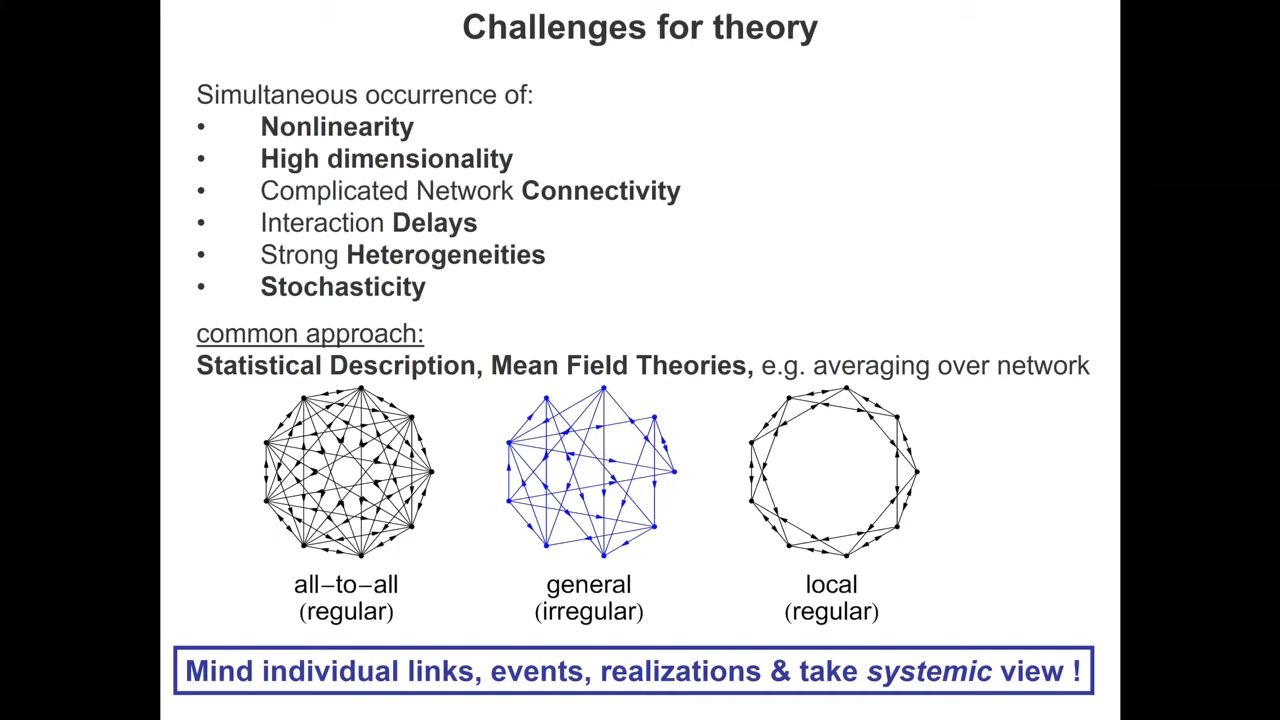 Challenges for theory
Simultaneous occurrence of:
• Nonlinearity
• High dimensionality
• Complicated Network Connectivity
• Interaction Delays
• Strong Heterogeneities
• Stochasticity
common approach:
Statistical Description, Mean Field Theories, e.g. averaging over network
all−to−all
(regular)
general
(irregular)
local
(regular)
Mind individual links, events, realizations & take systemic view !